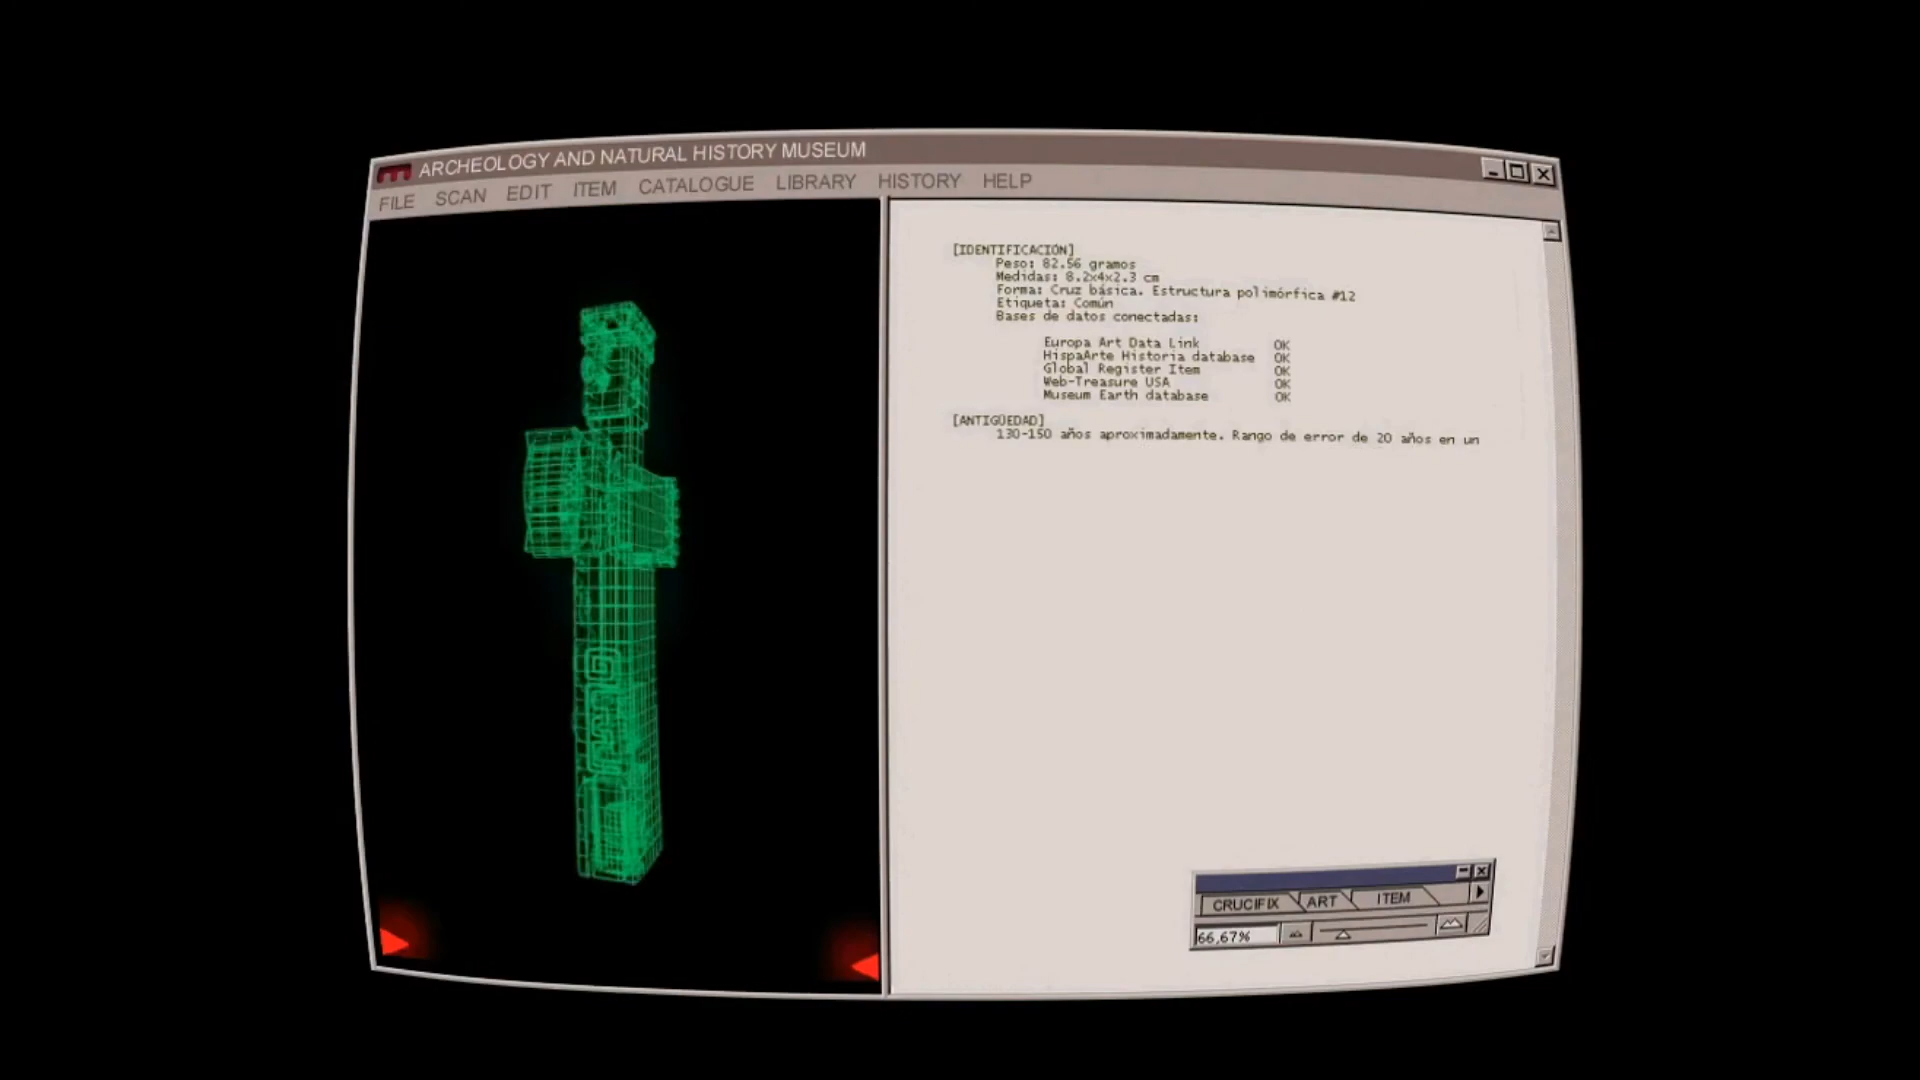 ARCHEOLOGY AND NATURAL HISTORY MUSEUM
FILE SCAN EDIT ITEM CATALOGUE LIBRARY HISTORY HELP
[IDENTIFICACIÓN]
Peso: 82.56 gramos
Medidas: 8.2x4x2.3 cm
Forma: Cruz básica. Estructura polimórfica #12
Etiqueta: Común
Bases de datos conectadas:
Europa Art Data Link OK
HispaArte Historia database OK
Global Register Item OK
Web-Treasure USA OK
Museum Earth database OK
[ANTIGÜEDAD]
130-150 años aproximadamente. Rango de error de 20 años en un
CRUCIFIX ART ITEM
66,67%